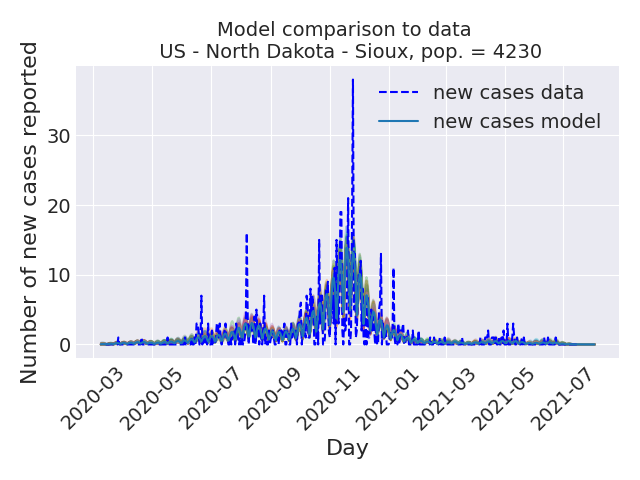 Model comparison to data
US - North Dakota - Sioux, pop. = 4230
Number of new cases reported
new cases data
new cases model
30
20
10
0
2020-03
2020-05
2020-07
2020-09
2020-11
2021-01
2021-03
2021-05
2021-07
Day